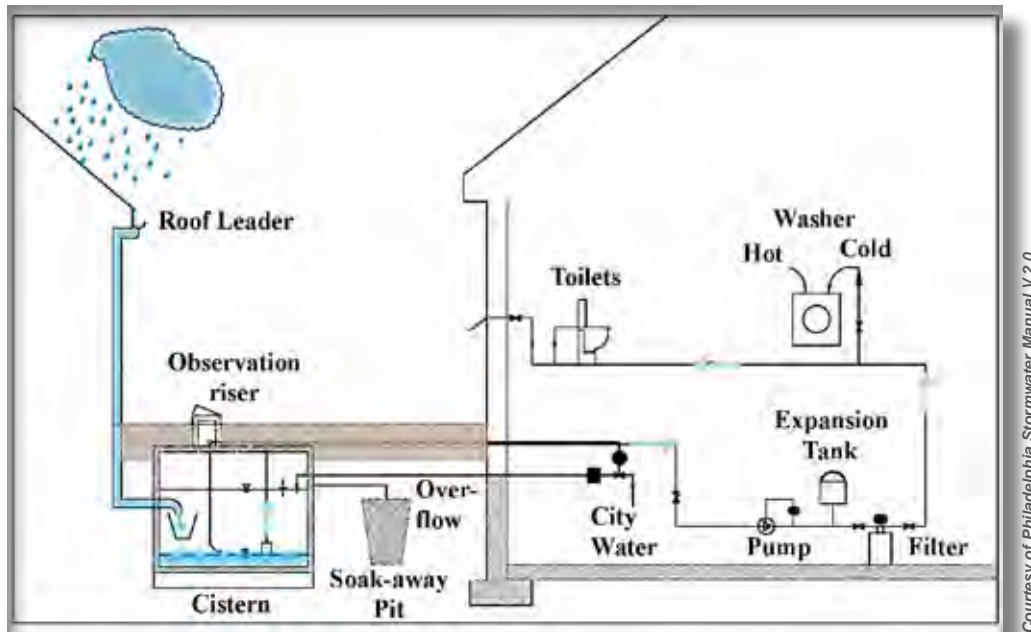 Roof Leader
Washer
Hot
Cold
Toilets
Observation
riser
Expansion
Tank
Over-
flow
City
Water
Pump
Filter
Soak-away
Pit
Cistern
Courtesy of Philadelphia Stormwater Manual V.2.0